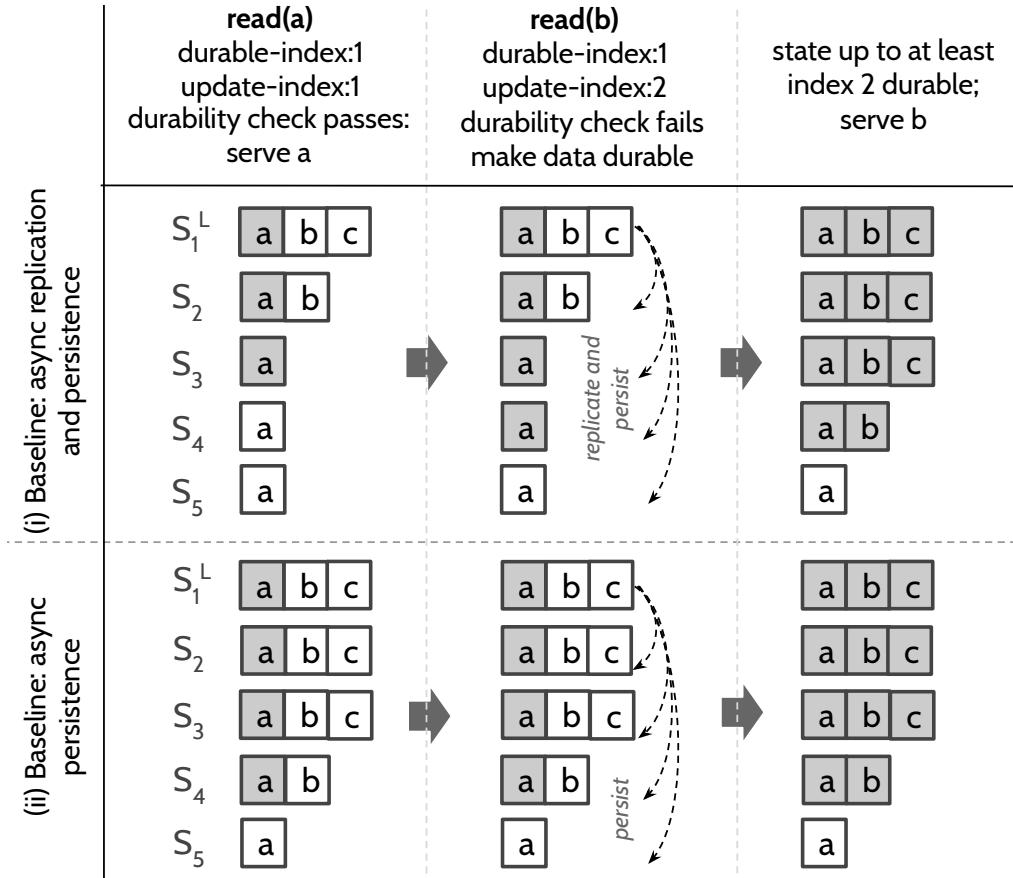 read(a)
durable-index:1
update-index:1
durability check passes:
serve a
read(b)
durable-index:1
update-index:2
durability check fails
make data durable
state up to at least
index 2 durable;
serve b
(i) Baseline: async replication
and persistence
S1L a b c
S2 a b
S3 a
S4 a
S5 a
a b c
a b
a
a
a
replicate and
persist
a b c
a b c
a b c
a b
a
(ii) Baseline: async
persistence
S1L a b c
S2 a b c
S3 a b c
S4 a b
S5 a
a b c
a b c
a b c
a b
a
persist
a b c
a b c
a b c
a b
a